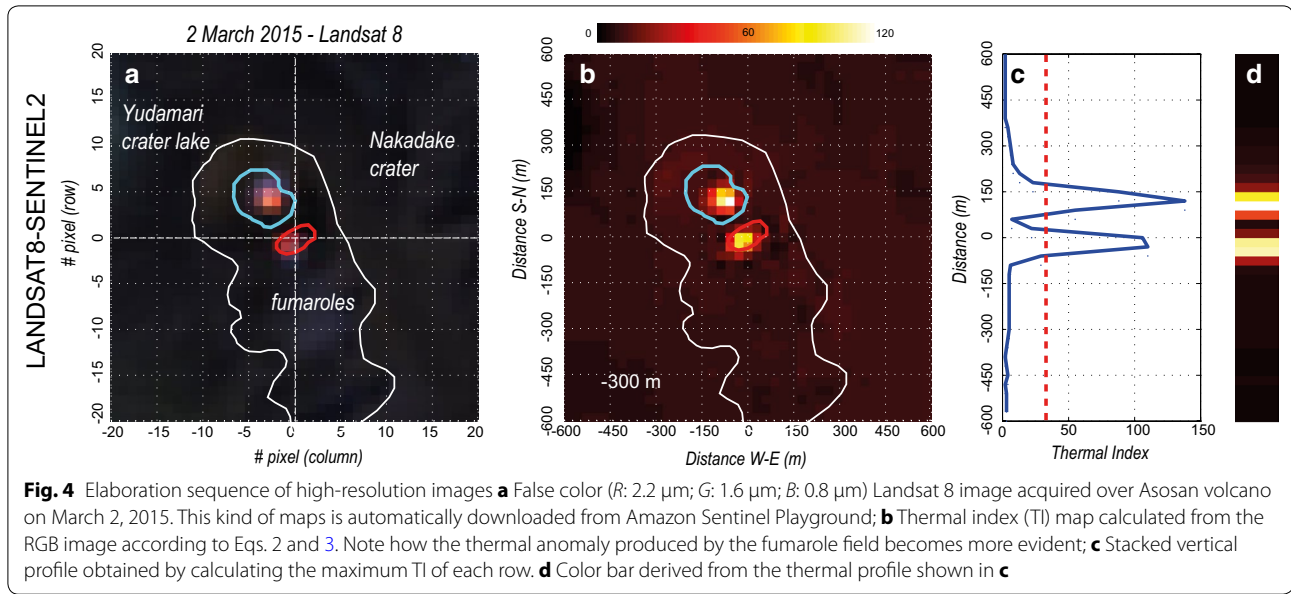 2 March 2015 - Landsat 8
0
60
120
LANDSAT8-SENTINEL2
a
b
c
d
Yudamari
crater lake
Nakadake
crater
fumaroles
-300 m
# pixel (row)
20
15
10
5
0
-5
-10
-15
-20
-20 -15 -10 -5 0 5 10 15 20
# pixel (column)
Distance S-N (m)
600
450
300
150
0
-150
-300
-450
-600
-600 -450 -300 -150 0 150 300 450 600
Distance W-E (m)
Distance (m)
600
450
300
150
0
-150
-300
-450
-600
0 50 100 150
Thermal Index
Fig. 4 Elaboration sequence of high-resolution images a False color (R: 2.2 µm; G: 1.6 µm; B: 0.8 µm) Landsat 8 image acquired over Asosan volcano
on March 2, 2015. This kind of maps is automatically downloaded from Amazon Sentinel Playground; b Thermal index (TI) map calculated from the
RGB image according to Eqs. 2 and 3. Note how the thermal anomaly produced by the fumarole field becomes more evident; c Stacked vertical
profile obtained by calculating the maximum TI of each row. d Color bar derived from the thermal profile shown in c